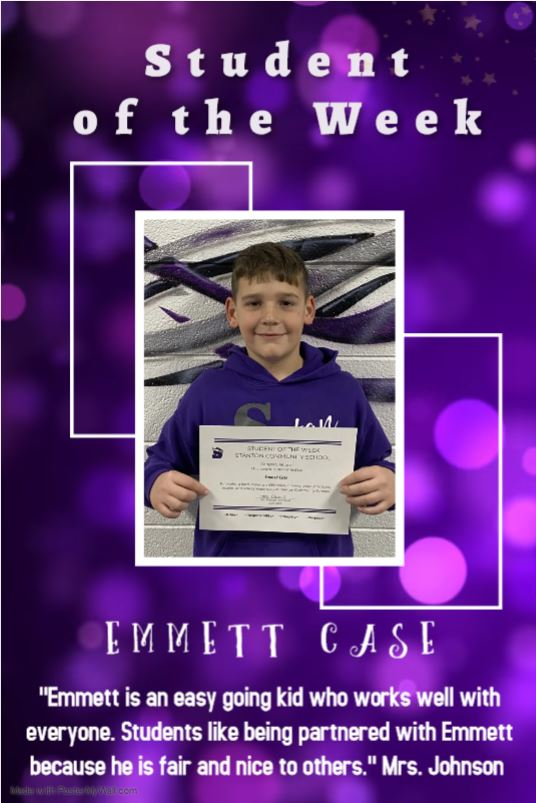 Student
of the Week
STUDENT OF THE WEEK
STANTON COMMUNITY SCHOOL
Emmett Case
EMMETT CASE
"Emmett is an easy going kid who works well with
everyone. Students like being partnered with Emmett
because he is fair and nice to others." Mrs. Johnson
Made with PosterMyWall.com